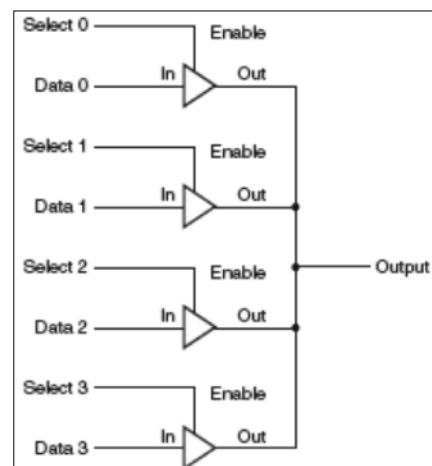 Select 0
Enable
In
Out
Data 0
Select 1
Enable
In
Out
Data 1
Select 2
Enable
In
Out
Data 2
Output
Select 3
Enable
In
Out
Data 3